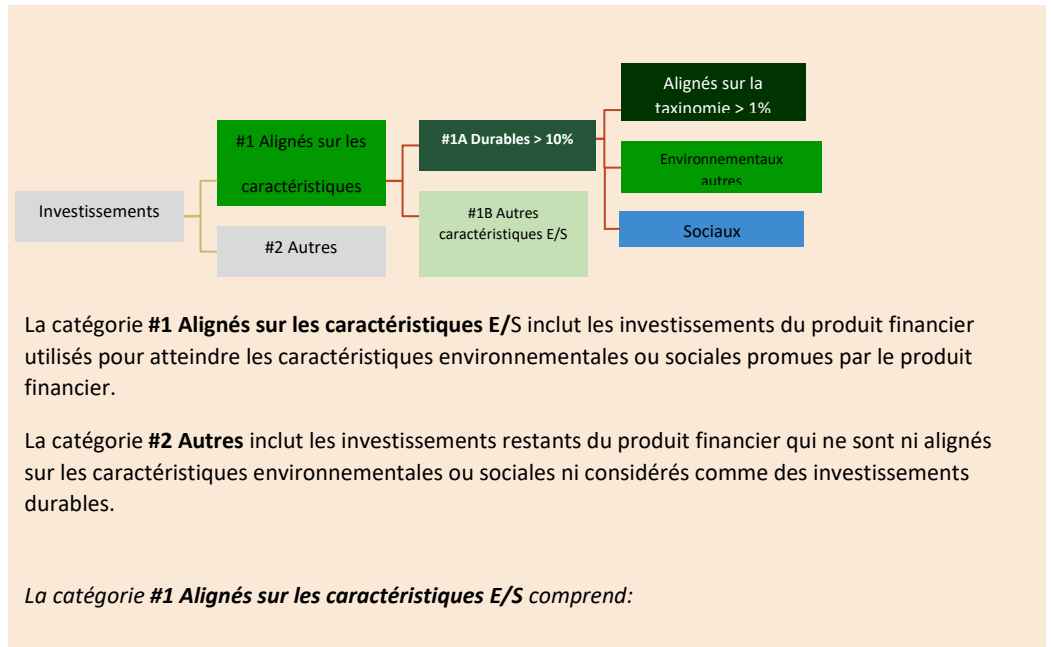 Alignés sur la
taxinomie > 1%
#1 Alignés sur les
caractéristiques
#1A Durables > 10%
Environnementaux
autres
Investissements
#1B Autres
caractéristiques E/S
Sociaux
#2 Autres
La catégorie #1 Alignés sur les caractéristiques E/S inclut les investissements du produit financier
utilisés pour atteindre les caractéristiques environnementales ou sociales promues par le produit
financier.
La catégorie #2 Autres inclut les investissements restants du produit financier qui ne sont ni alignés
sur les caractéristiques environnementales ou sociales ni considérés comme des investissements
durables.
La catégorie #1 Alignés sur les caractéristiques E/S comprend: